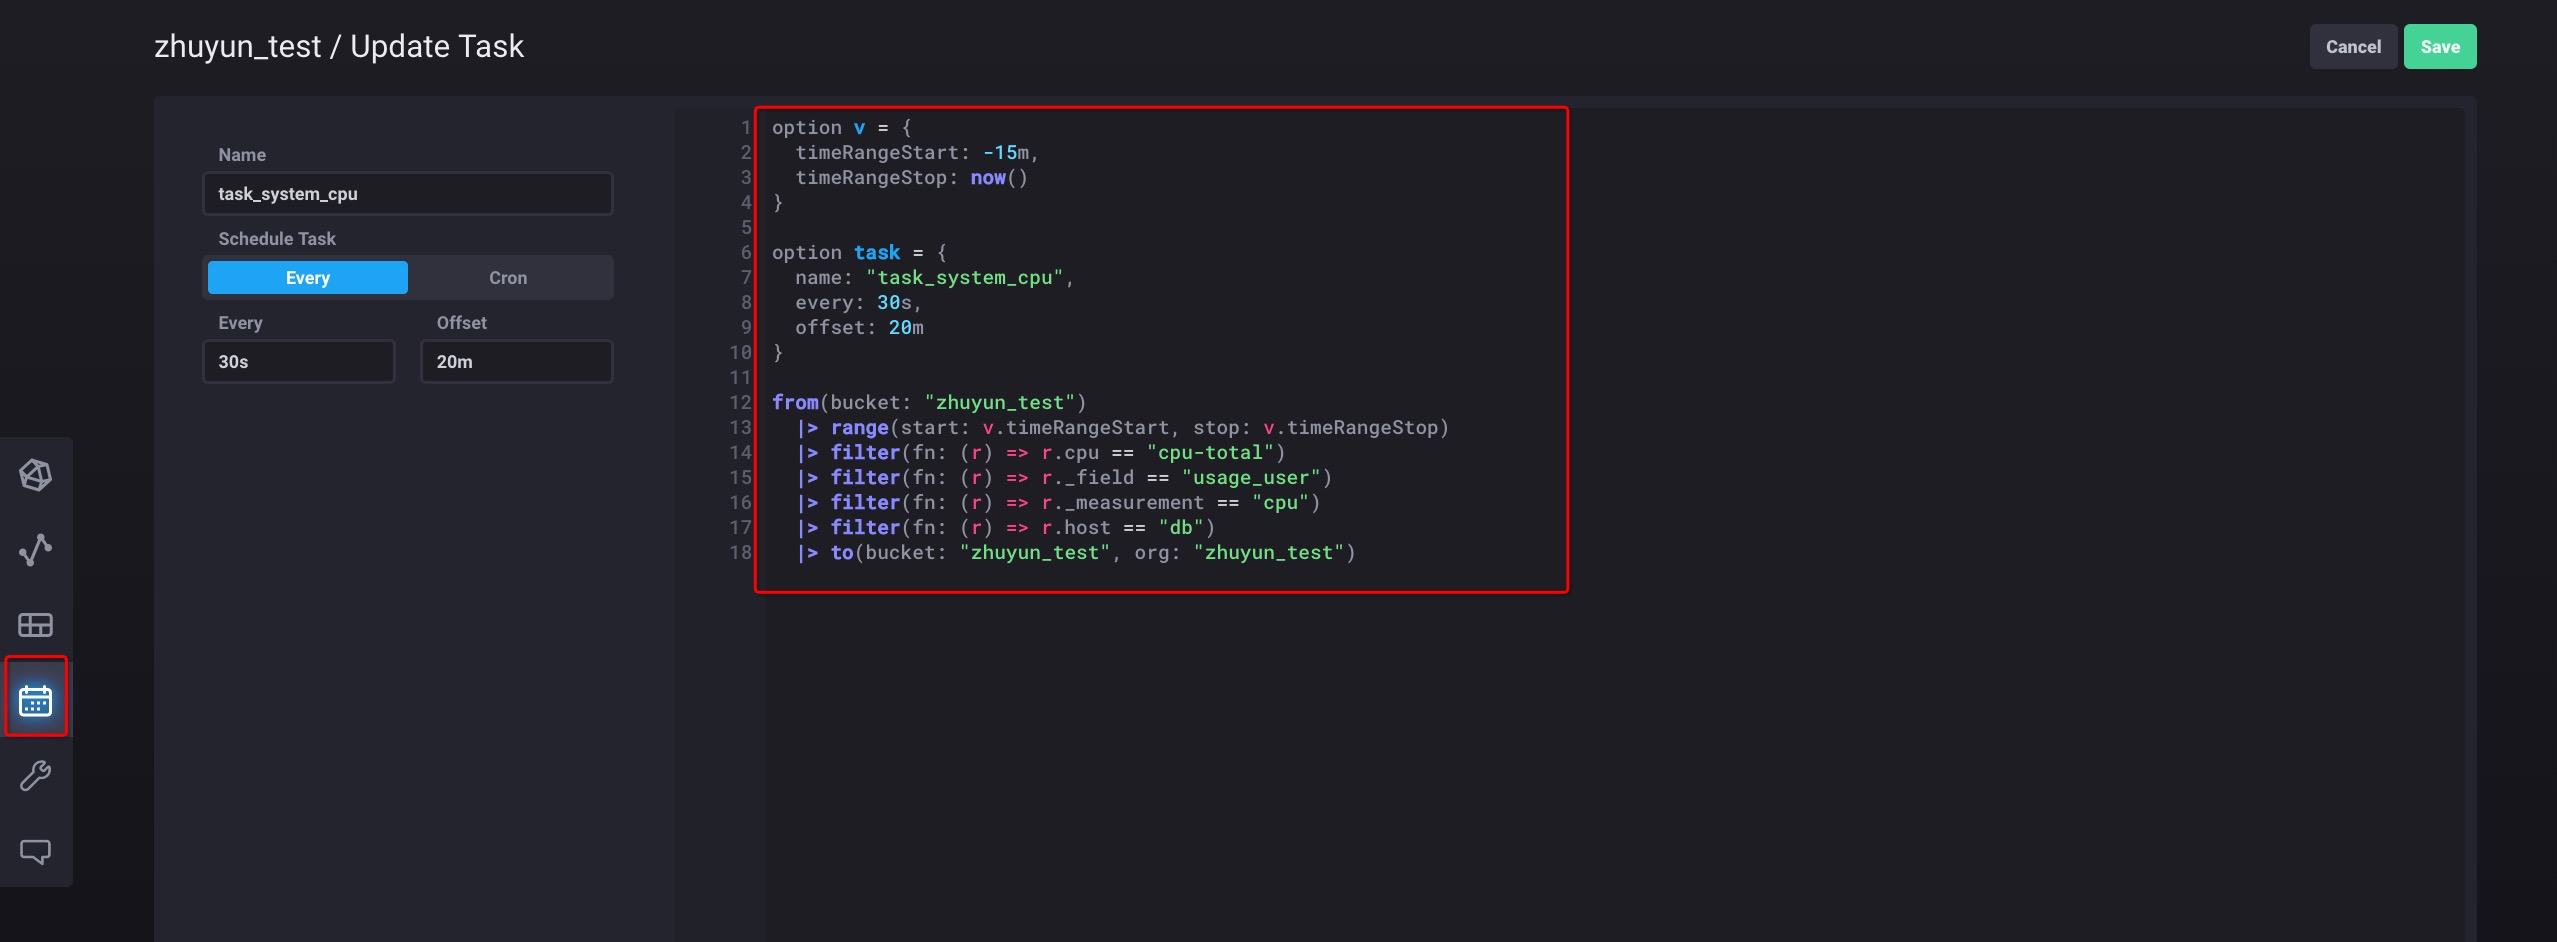 zhuyun_test / Update Task
Cancel
Save
Name
task_system_cpu
Schedule Task
Every
Cron
Every
Offset
30s
20m
1 option v = {
2   timeRangeStart: -15m,
3   timeRangeStop: now()
4 }
5
6 option task = {
7   name: "task_system_cpu",
8   every: 30s,
9   offset: 20m
10 }
11
12 from(bucket: "zhuyun_test")
13   |> range(start: v.timeRangeStart, stop: v.timeRangeStop)
14   |> filter(fn: (r) => r.cpu == "cpu-total")
15   |> filter(fn: (r) => r._field == "usage_user")
16   |> filter(fn: (r) => r._measurement == "cpu")
17   |> filter(fn: (r) => r.host == "db")
18   |> to(bucket: "zhuyun_test", org: "zhuyun_test")